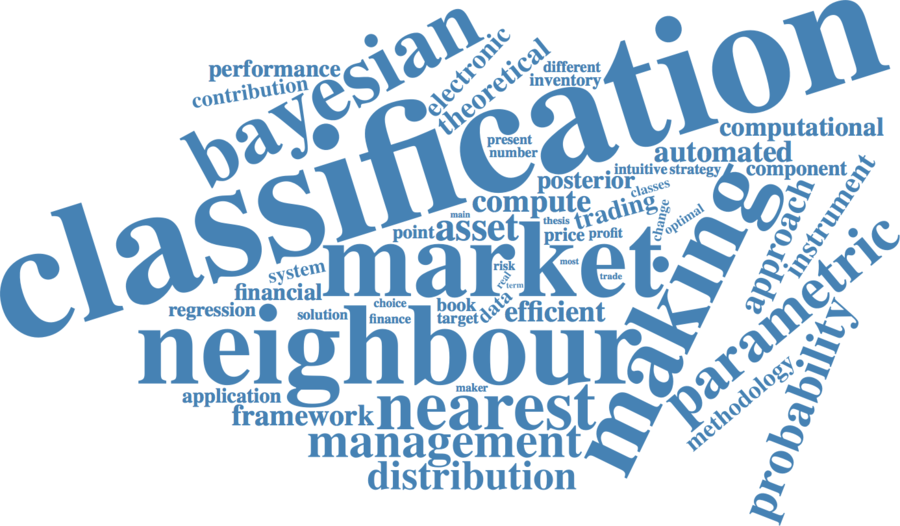 classification
bayesian
performance
contribution
electronic
theoretical
different
inventory
present
number
computational
automated
intuitive strategy
component
posterior
classes
compute
trading
change
optimal
main
thesis
point
asset
price
profit
market
making
approach
instrument
parametric
system
risk
real
term
most
trade
financial
regression
solution
choice
finance
book
target
data
efficient
neighbour
application
maker
framework
nearest
methodology
probability
management
distribution